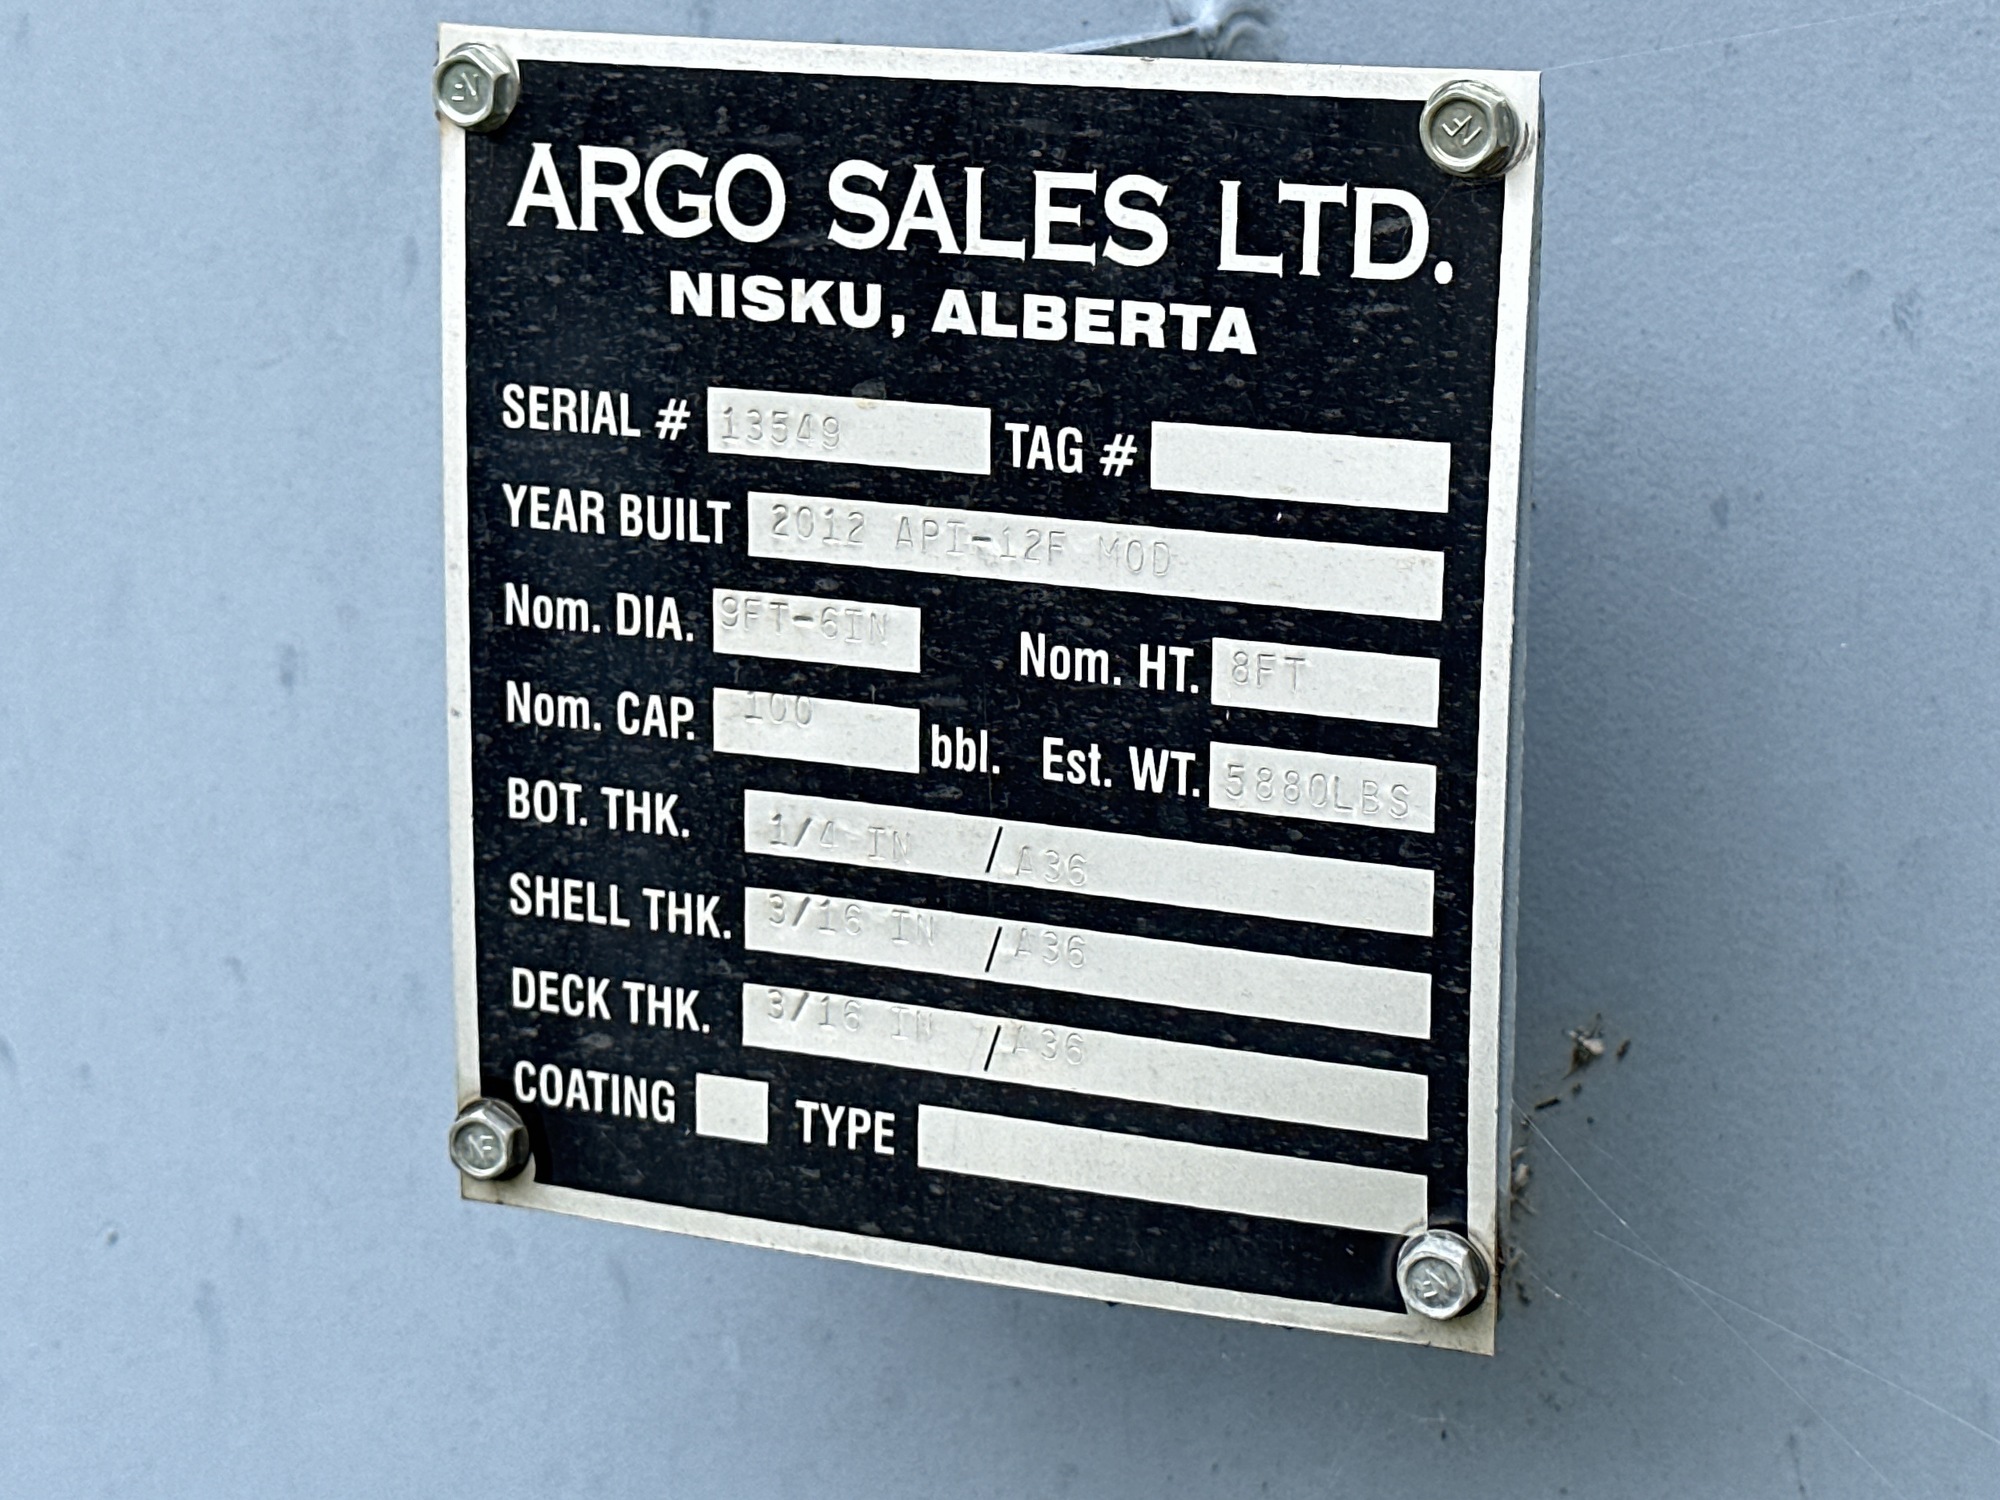 ARGO SALES LTD.
NISKU, ALBERTA
SERIAL # 13549 TAG #
YEAR BUILT 2012 API-12F MOD
Nom. DIA. 9FT-6IN Nom. HT. 8FT
Nom. CAP. 100 bbl. Est. WT. 5880LBS
BOT. THK. 1/4 IN / A36
SHELL THK. 3/16 IN / A36
DECK THK. 3/16 IN / A36
COATING TYPE